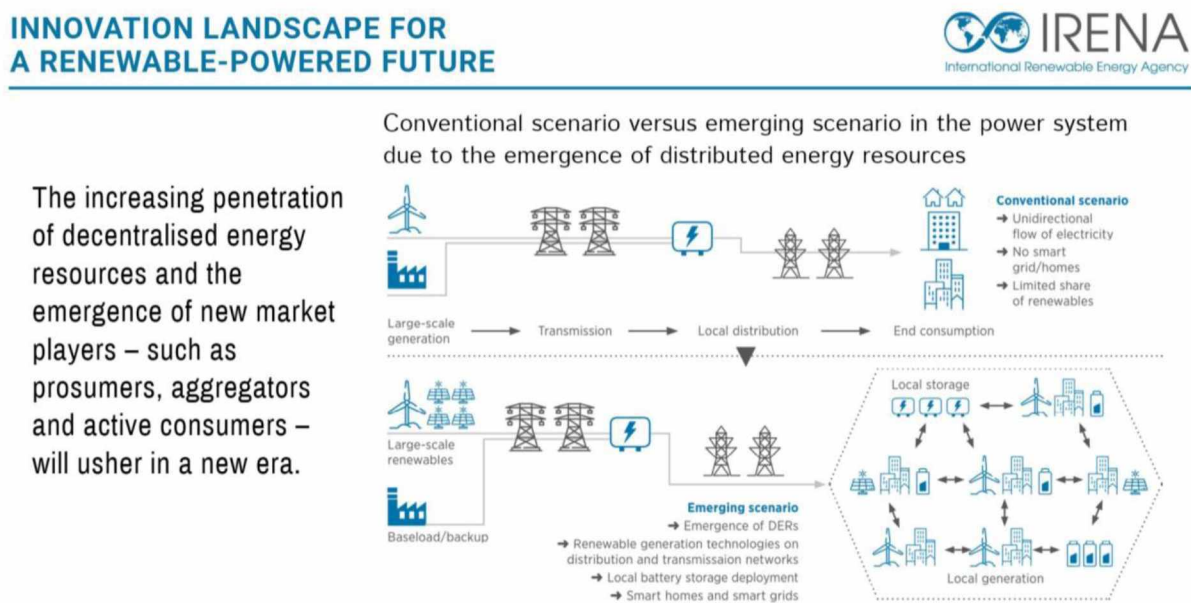 INNOVATION LANDSCAPE FOR
A RENEWABLE-POWERED FUTURE
IRENA
International Renewable Energy Agency
Conventional scenario versus emerging scenario in the power system
due to the emergence of distributed energy resources
The increasing penetration
of decentralised energy
resources and the
emergence of new market
players – such as
prosumers, aggregators
and active consumers –
will usher in a new era.
Conventional scenario
→ Unidirectional
flow of electricity
→ No smart
grid/homes
→ Limited share
of renewables
Large-scale
generation
Transmission
Local distribution
End consumption
Large-scale
renewables
Baseload/backup
Emerging scenario
→ Emergence of DERs
→ Renewable generation technologies on
distribution and transmissaion networks
→ Local battery storage deployment
→ Smart homes and smart grids
Local storage
Local generation